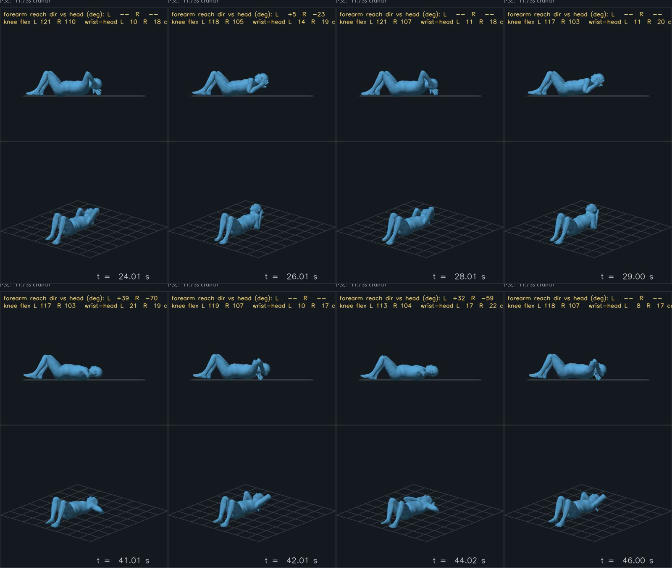 forearm reach dir vs head (deg): L -- R --
knee flex L 121 R 110 wrist-head L 10 R 18 c
forearm reach dir vs head (deg): L +5 R -23
knee flex L 118 R 105 wrist-head L 14 R 19 c
forearm reach dir vs head (deg): L -- R --
knee flex L 121 R 107 wrist-head L 11 R 18 c
forearm reach dir vs head (deg): L -- R --
knee flex L 117 R 103 wrist-head L 11 R 20 c
t = 24.01 s
t = 26.01 s
t = 28.01 s
t = 29.00 s
forearm reach dir vs head (deg): L +39 R -70
knee flex L 117 R 103 wrist-head L 21 R 19 c
forearm reach dir vs head (deg): L -- R --
knee flex L 119 R 107 wrist-head L 10 R 17 c
forearm reach dir vs head (deg): L +32 R -59
knee flex L 113 R 104 wrist-head L 17 R 22 c
forearm reach dir vs head (deg): L -- R --
knee flex L 118 R 107 wrist-head L 8 R 17 c
t = 41.01 s
t = 42.01 s
t = 44.02 s
t = 46.00 s